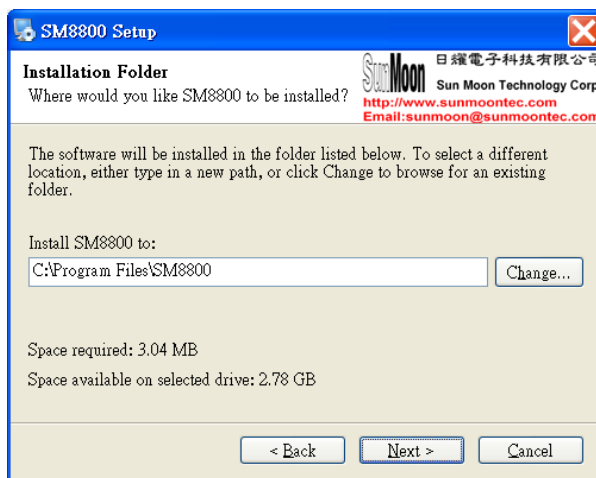 SM8800 Setup
Installation Folder
Where would you like SM8800 to be installed?
SunMoon
日耀電子科技有限公司
Sun Moon Technology Corp
http://www.sunmoontec.com
Email:sunmoon@sunmoontec.com
The software will be installed in the folder listed below. To select a different
location, either type in a new path, or click Change to browse for an existing
folder.
Install SM8800 to:
C:\Program Files\SM8800
Change...
Space required: 3.04 MB
Space available on selected drive: 2.78 GB
< Back
Next >
Cancel